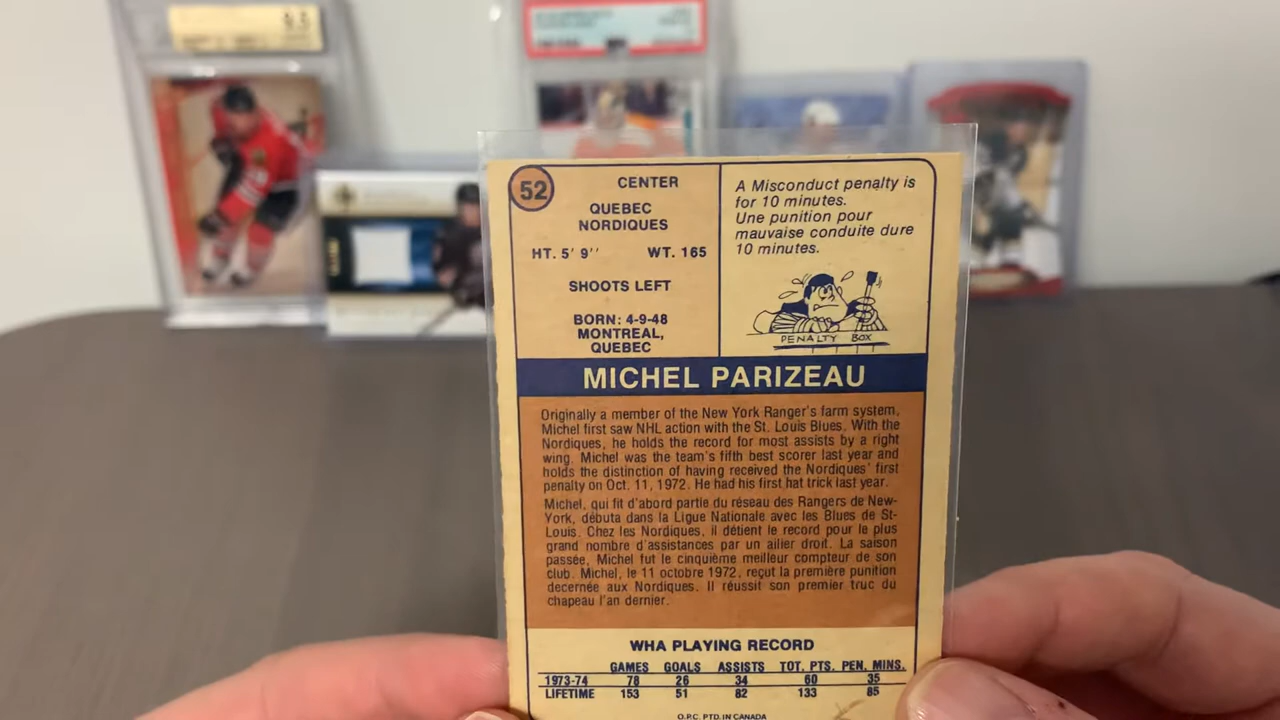 9.5
52
CENTER
QUEBEC
NORDIQUES
HT. 5' 9'' WT. 165
SHOOTS LEFT
BORN: 4-9-48
MONTREAL,
QUEBEC
A Misconduct penalty is
for 10 minutes.
Une punition pour
mauvaise conduite dure
10 minutes.
PENALTY BOX
MICHEL PARIZEAU
Originally a member of the New York Ranger's farm system,
Michel first saw NHL action with the St. Louis Blues. With the
Nordiques, he holds the record for most assists by a right
wing. Michel was the team's fifth best scorer last year and
holds the distinction of having received the Nordiques' first
penalty on Oct. 11, 1972. He had his first hat trick last year.
Michel, qui fit d'abord partie du réseau des Rangers de New-
York, débuta dans la Ligue Nationale avec les Blues de St-
Louis. Chez les Nordiques, il détient le record pour le plus
grand nombre d'assistances par un ailier droit. La saison
passée, Michel fut le cinquième meilleur compteur de son
club. Michel, le 11 octobre 1972, reçut la première punition
decernée aux Nordiques. Il réussit son premier truc du
chapeau l'an dernier.
WHA PLAYING RECORD
GAMES GOALS ASSISTS TOT. PTS. PEN. MINS.
1973-74 78 26 34 60 35
LIFETIME 153 51 82 133 85
O.P.C. PTD. IN CANADA